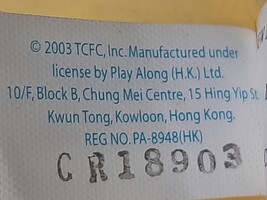 © 2003 TCFC, Inc. Manufactured under
license by Play Along (H.K.) Ltd.
10/F, Block B, Chung Mei Centre, 15 Hing Yip St.
Kwun Tong, Kowloon, Hong Kong.
REG NO. PA-8948(HK)
CR18903